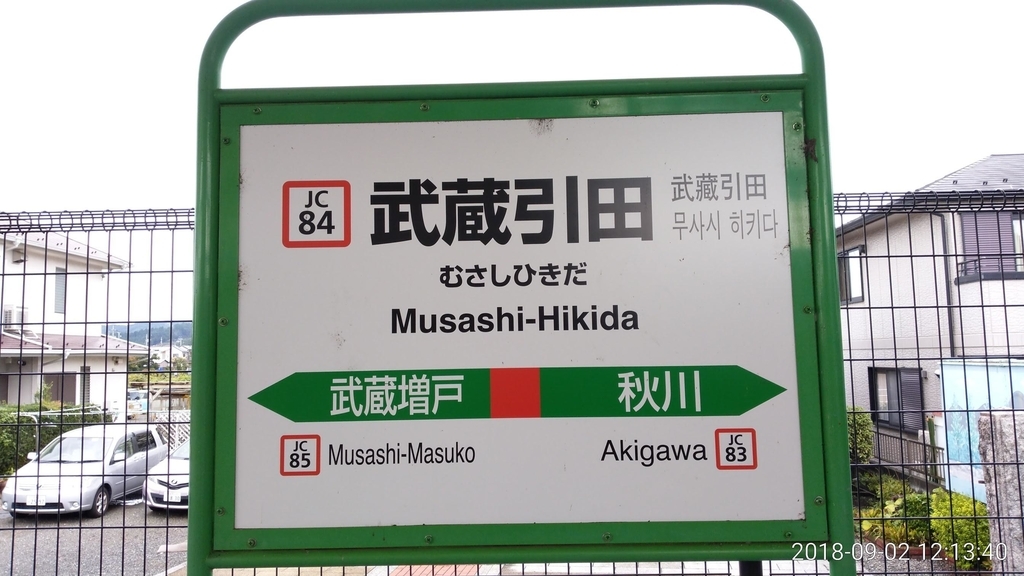 JC
84
武蔵引田
武藏引田
무사시 히키다
むさしひきだ
Musashi-Hikida
武蔵増戸
秋川
JC
85
Musashi-Masuko
Akigawa
JC
83
2018-09-02 12:13:40